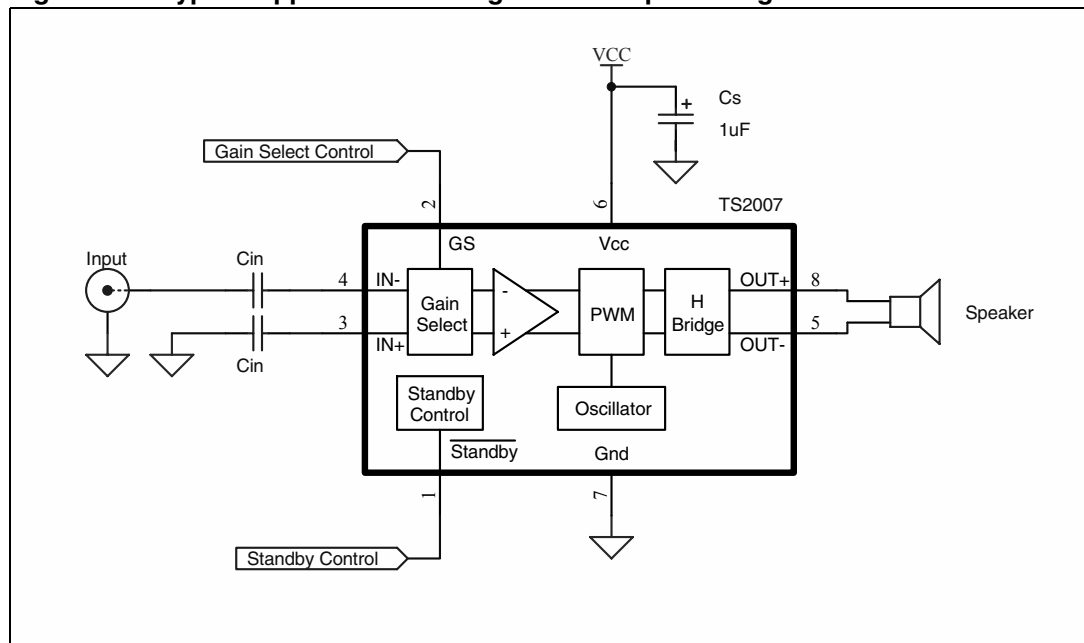 VCC
Cs
+
1uF
Gain Select Control
2
6
TS2007
GS
Vcc
Input
Cin
4
IN-
OUT+
8
Gain
Select
-
+
PWM
H
Bridge
Speaker
3
IN+
OUT-
5
Cin
Standby
Control
Oscillator
Standby
Gnd
1
7
Standby Control